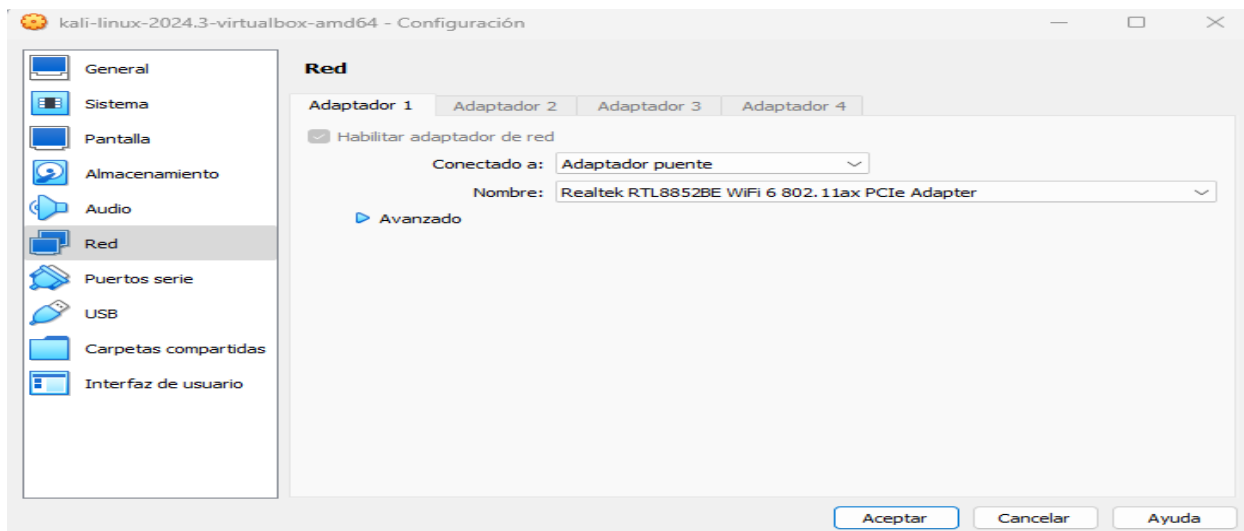 kali-linux-2024.3-virtualbox-amd64 - Configuración
General
Sistema
Pantalla
Almacenamiento
Audio
Red
Puertos serie
USB
Carpetas compartidas
Interfaz de usuario
Red
Adaptador 1 Adaptador 2 Adaptador 3 Adaptador 4
Habilitar adaptador de red
Conectado a: Adaptador puente
Nombre: Realtek RTL8852BE WiFi 6 802.11ax PCIe Adapter
Avanzado
Aceptar Cancelar Ayuda